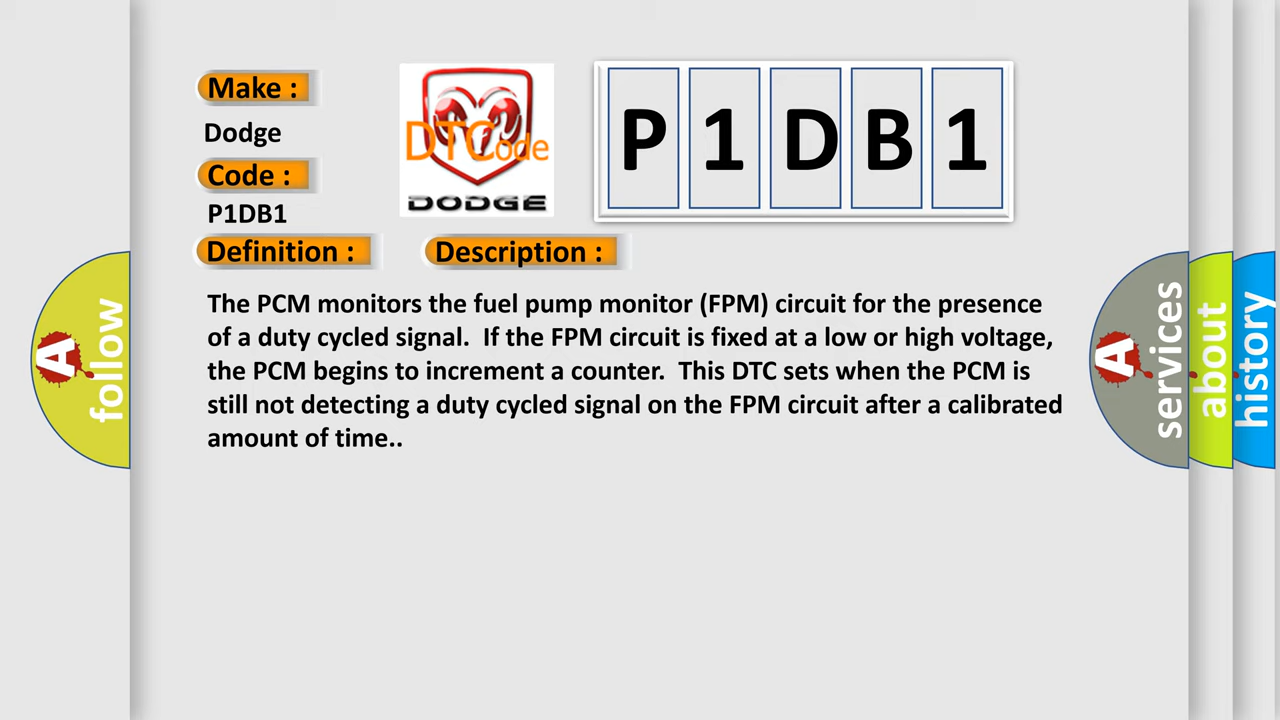 Make :
Dodge
Code :
P1DB1
Definition :
Description :
DTCode
DODGE
P 1 D B 1
The PCM monitors the fuel pump monitor (FPM) circuit for the presence
of a duty cycled signal.  If the FPM circuit is fixed at a low or high voltage,
the PCM begins to increment a counter.  This DTC sets when the PCM is
still not detecting a duty cycled signal on the FPM circuit after a calibrated
amount of time..
A follow
A services
about
history